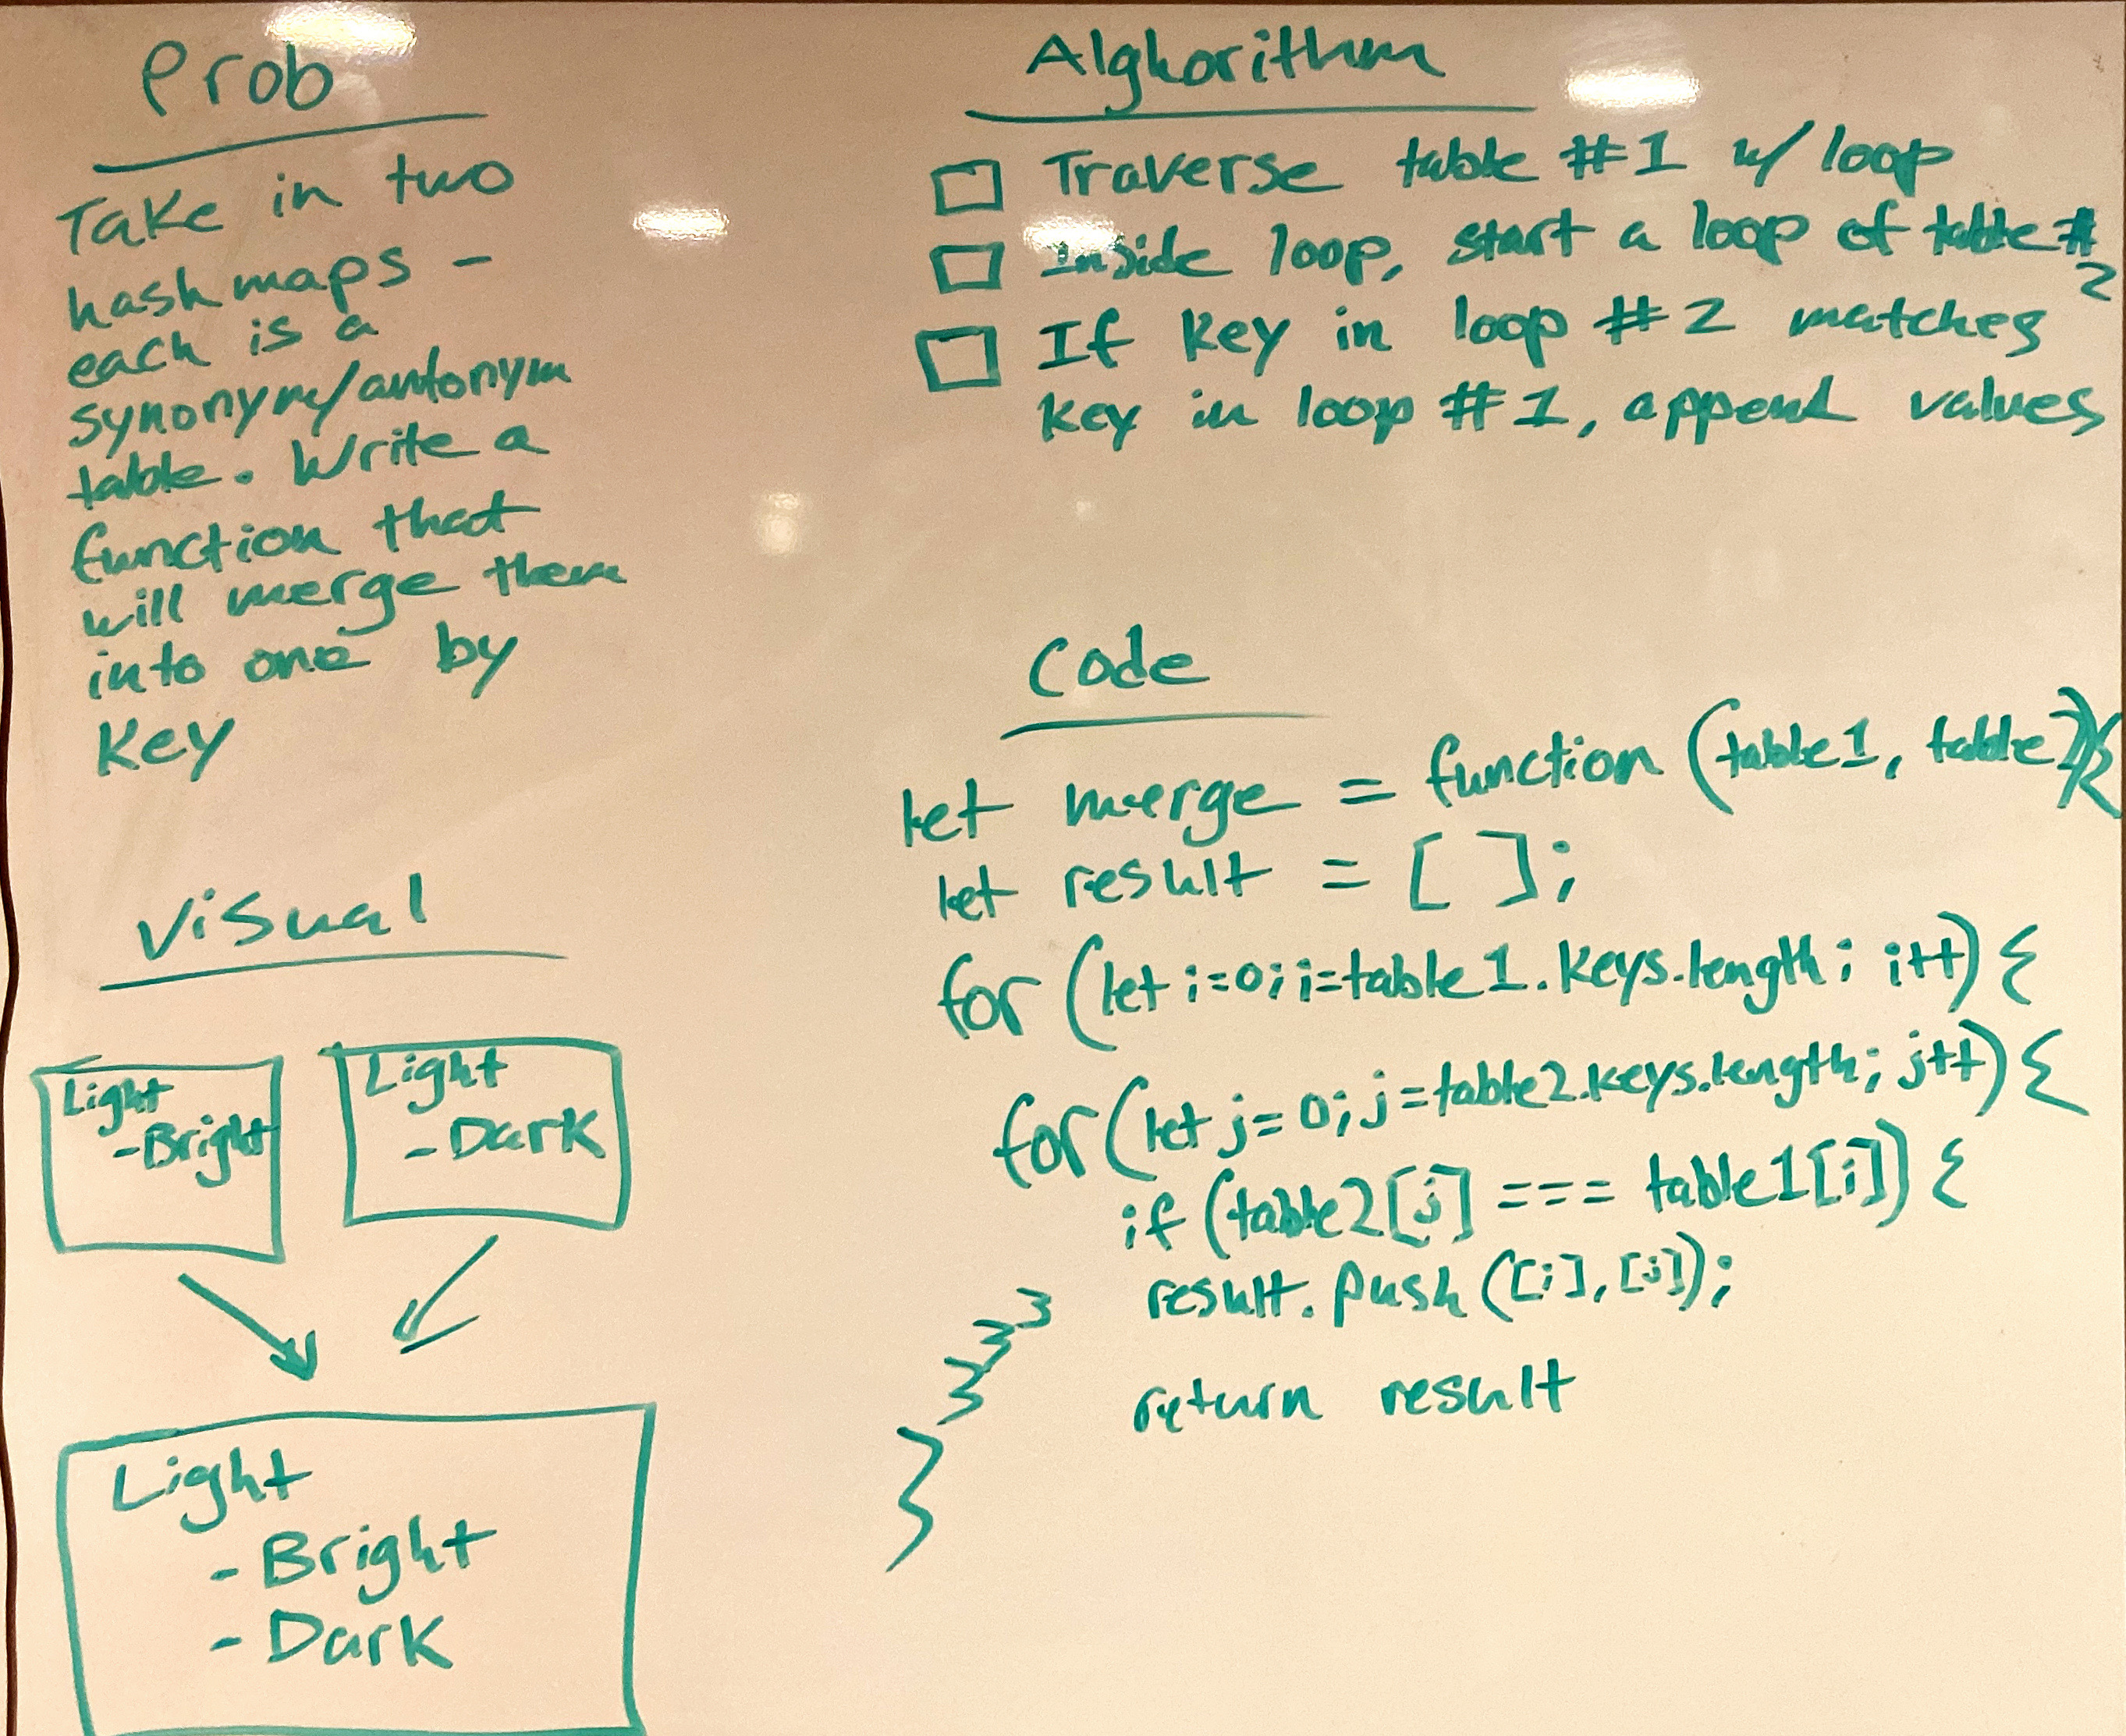 Prob
Take in two
hashmaps -
each is a
synonym/antonym
table. Write a
function that
will merge them
into one by
Key
Visual
Light
-Bright
Light
-Dark
Light
-Bright
-Dark
Alghorithm
Traverse table #1 w/ loop
Inside loop, start a loop of table #
2
If Key in loop #2 matches
Key in loop #1, append values
Code
let merge = function (table1, table2){
let result = [ ];
for (let i=0; i=table1.Keys.length; i++) {
for (let j=0; j=table2.keys.length; j++) {
if (table2[j] === table1[i]) {
result.push([i],[j]);
}
}
}
return result
}